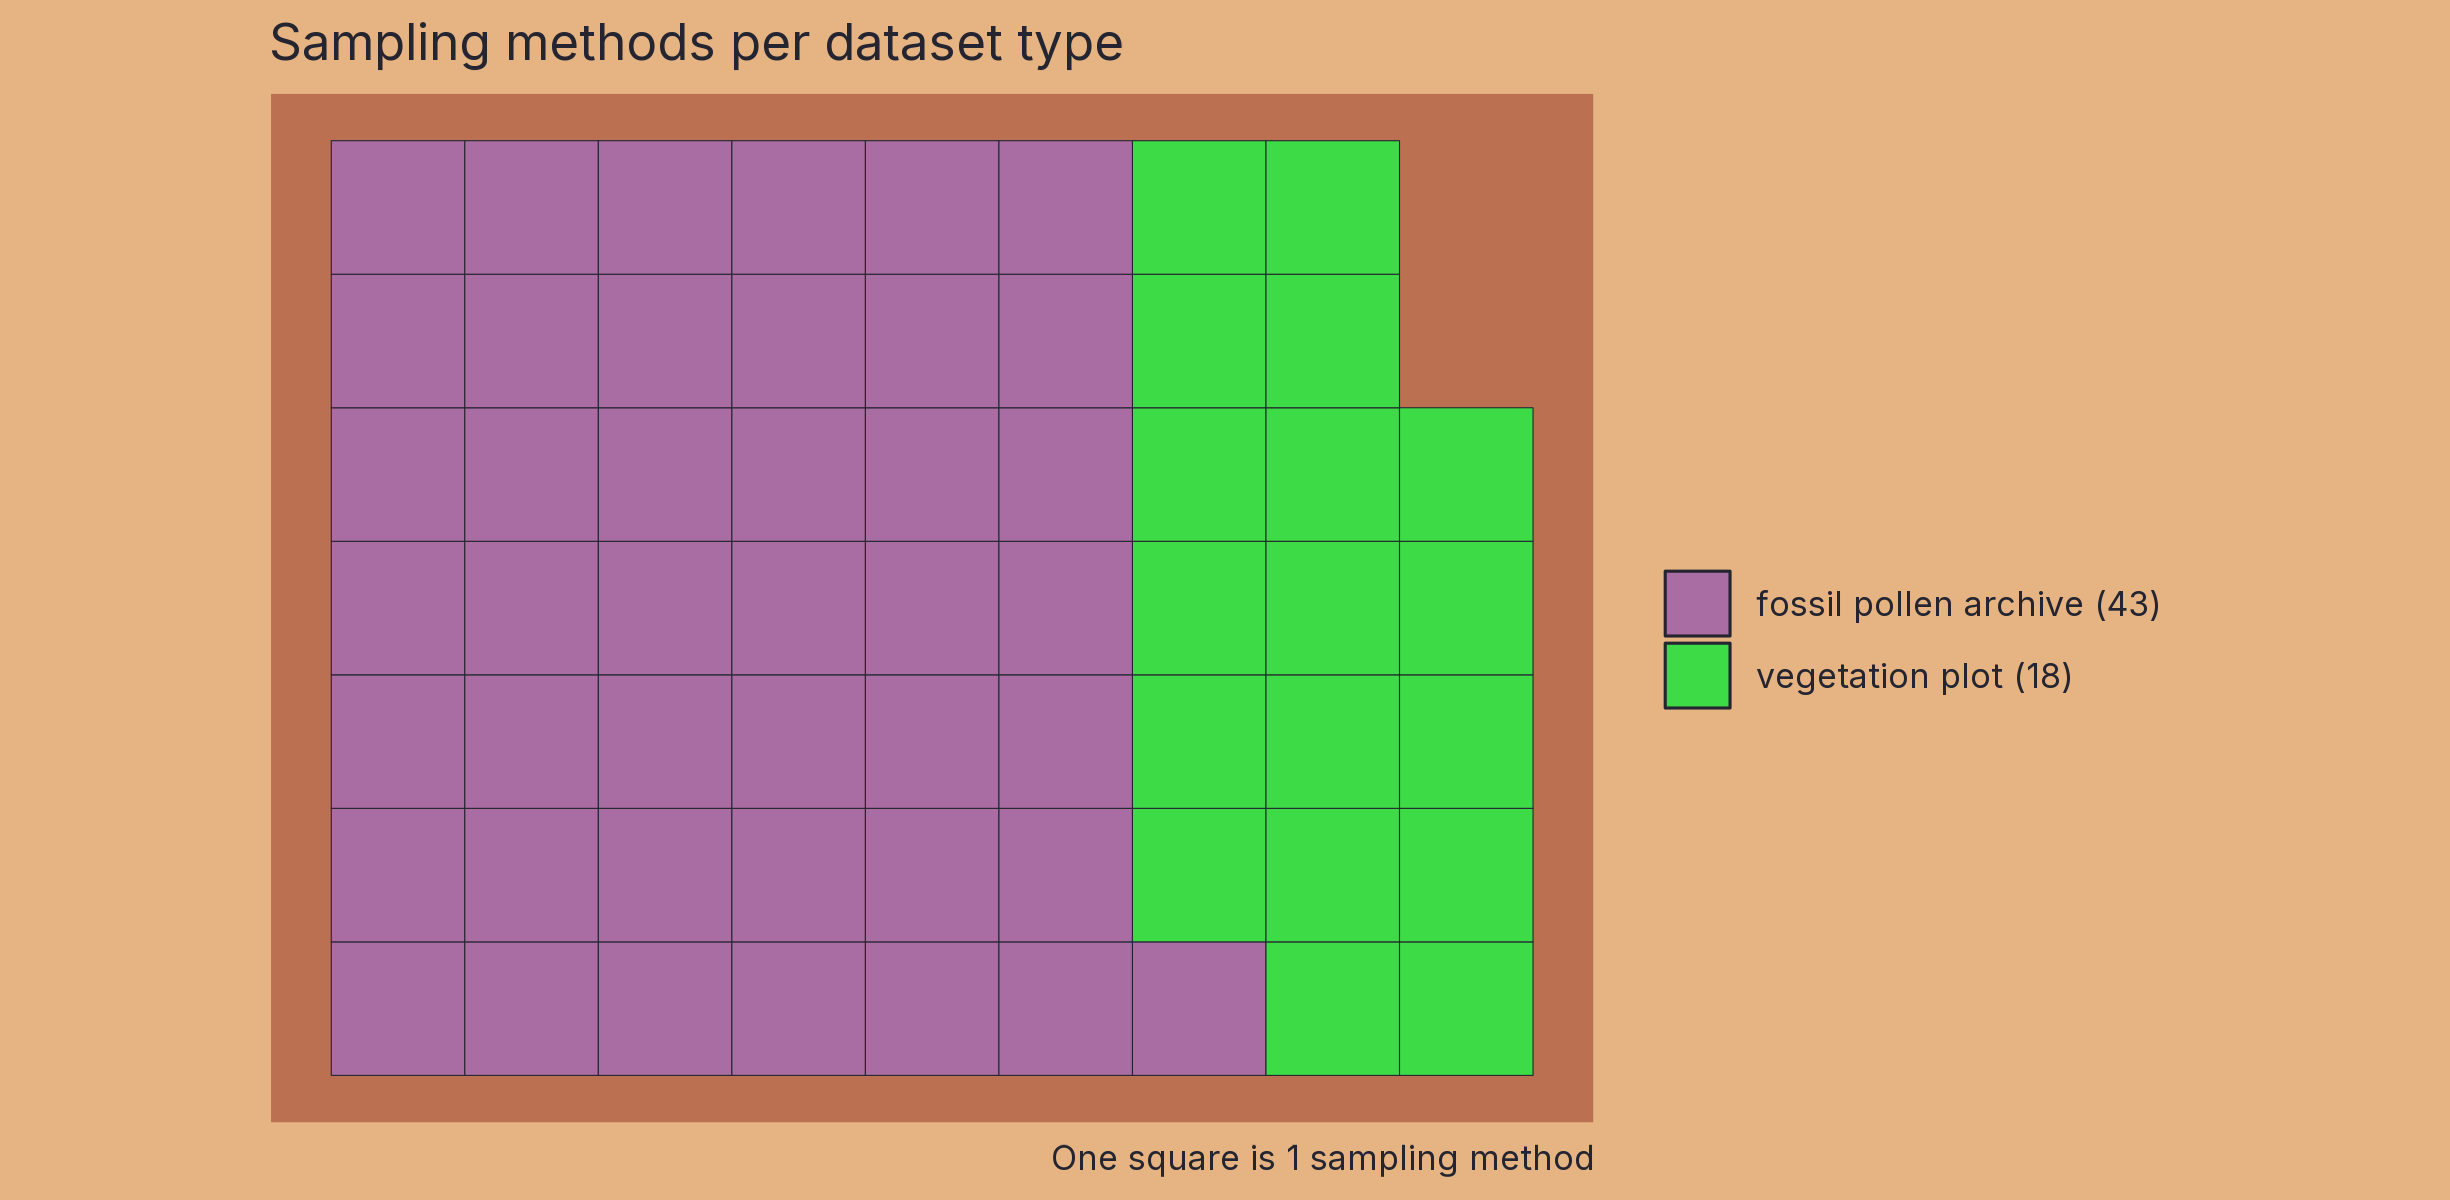 Sampling methods per dataset type
fossil pollen archive (43)
vegetation plot (18)
One square is 1 sampling method